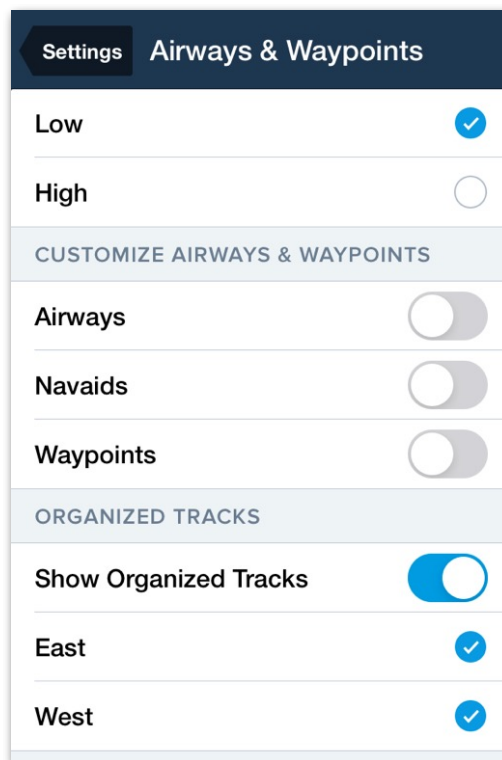 Settings Airways & Waypoints
Low
High
CUSTOMIZE AIRWAYS & WAYPOINTS
Airways
Navaids
Waypoints
ORGANIZED TRACKS
Show Organized Tracks
East
West